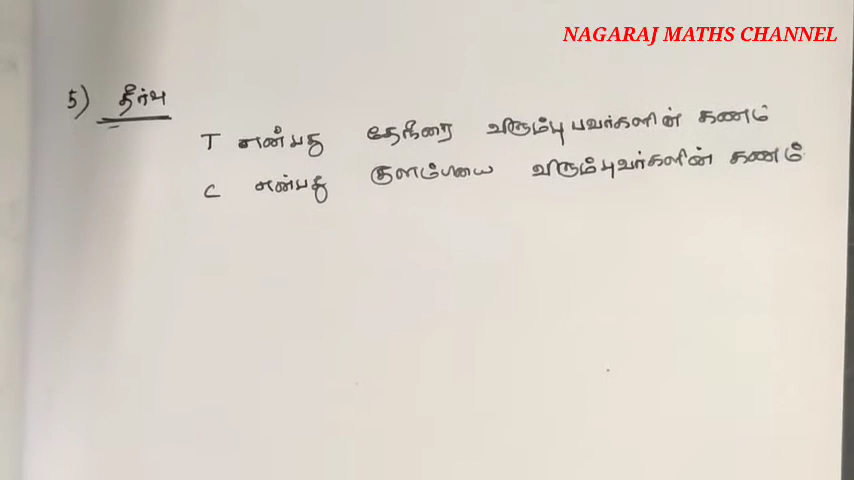 NAGARAJ MATHS CHANNEL
5) தீர்வு
T என்பது தேநீரை விரும்புபவர்களின் கணம்
C என்பது குளம்பியை விரும்புவர்களின் கணம்